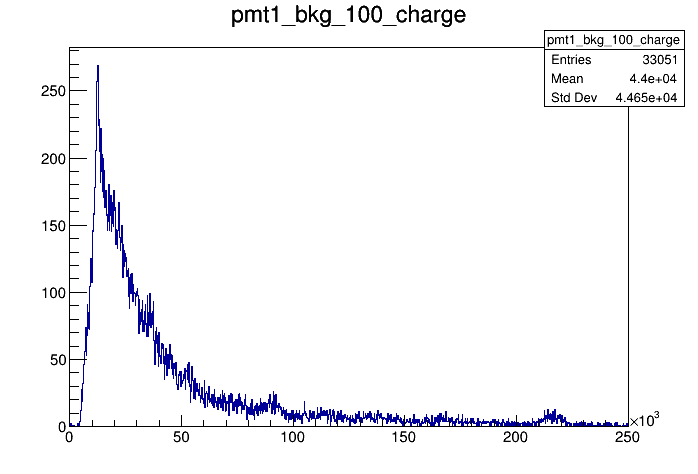 pmt1_bkg_100_charge
pmt1_bkg_100_charge
Entries 33051
Mean 4.4e+04
Std Dev 4.465e+04
250
200
150
100
50
0
0 50 100 150 200 250
×10³